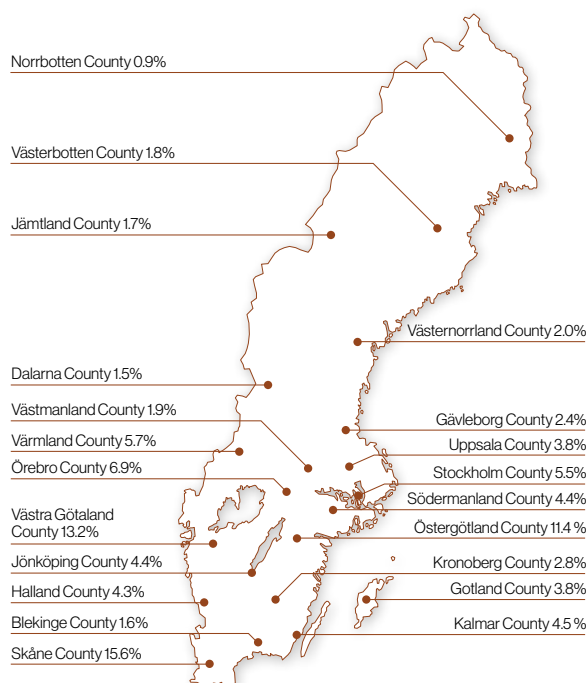 Norrbotten County 0.9%
Västerbotten County 1.8%
Jämtland County 1.7%
Västernorrland County 2.0%
Dalarna County 1.5%
Västmanland County 1.9%
Gävleborg County 2.4%
Värmland County 5.7%
Uppsala County 3.8%
Örebro County 6.9%
Stockholm County 5.5%
Södermanland County 4.4%
Västra Götaland
County 13.2%
Östergötland County 11.4 %
Jönköping County 4.4%
Kronoberg County 2.8%
Halland County 4.3%
Gotland County 3.8%
Blekinge County 1.6%
Kalmar County 4.5 %
Skåne County 15.6%